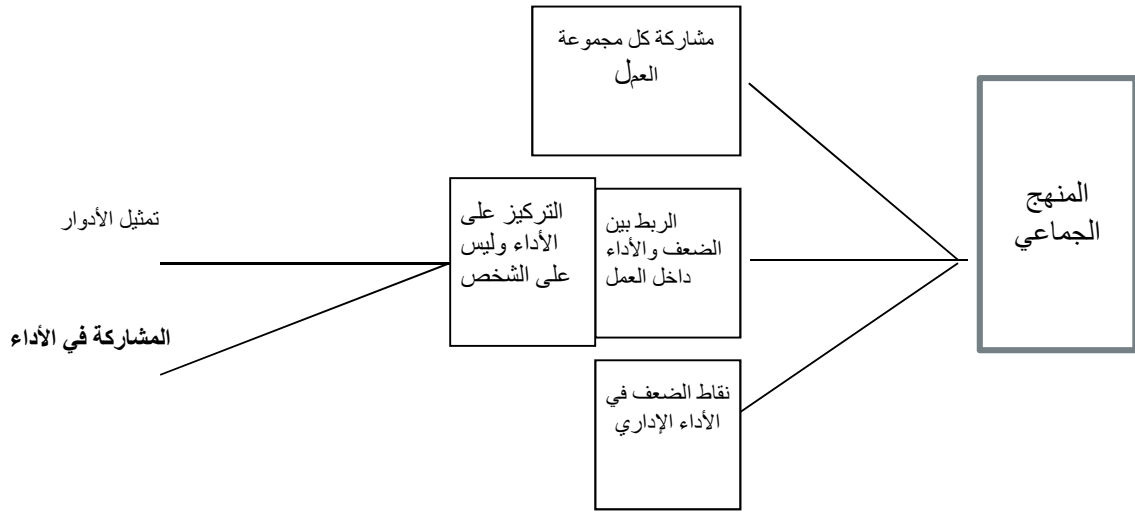 المنهج
الجماعي
مشاركة كل مجموعة
العمل
الربط بين
الضعف والأداء
داخل العمل
نقاط الضعف في
الأداء الإداري
التركيز على
الأداء وليس
على الشخص
تمثيل الأدوار
المشاركة في الأداء